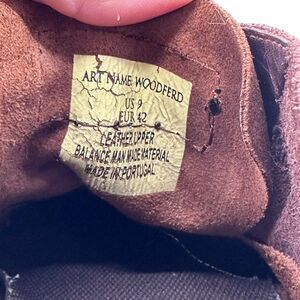 ART NAME WOODFERD
US 9
EUR 42
LEATHER UPPER
BALANCE MAN MADE MATERIAL
MADE IN PORTUGAL